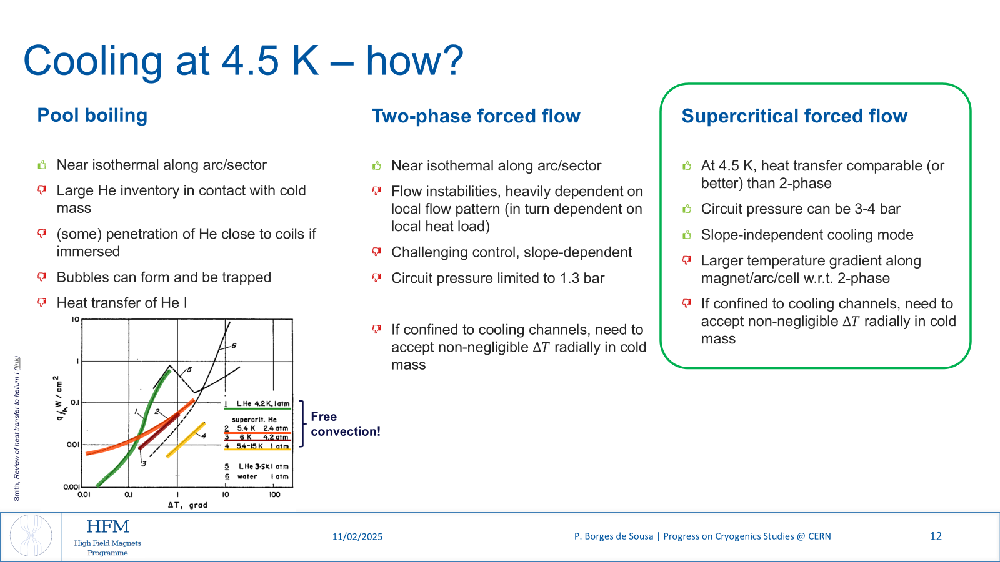 Cooling at 4.5 K – how?
Pool boiling
Near isothermal along arc/sector
Large He inventory in contact with cold
mass
(some) penetration of He close to coils if
immersed
Bubbles can form and be trapped
Heat transfer of He I
Two-phase forced flow
Near isothermal along arc/sector
Flow instabilities, heavily dependent on
local flow pattern (in turn dependent on
local heat load)
Challenging control, slope-dependent
Circuit pressure limited to 1.3 bar
If confined to cooling channels, need to
accept non-negligible ΔT radially in cold
mass
Supercritical forced flow
At 4.5 K, heat transfer comparable (or
better) than 2-phase
Circuit pressure can be 3-4 bar
Slope-independent cooling mode
Larger temperature gradient along
magnet/arc/cell w.r.t. 2-phase
If confined to cooling channels, need to
accept non-negligible ΔT radially in cold
mass
Smith, Review of heat transfer to helium I (link)
q/A, W/cm²
10
1
0.1
0.01
0.001
0.01 0.1 1 10 100
ΔT, grad
1
2
3
4
5
6
1 L.He 4.2K, 1atm
supercrit. He
2 5.4 K 2.4 atm
3 6 K 4.2 atm
4 5.4-15 K 1 atm
5 LHe 3.5K 1 atm
6 water 1 atm
Free
convection!
HFM
High Field Magnets
Programme
11/02/2025
P. Borges de Sousa | Progress on Cryogenics Studies @ CERN
12